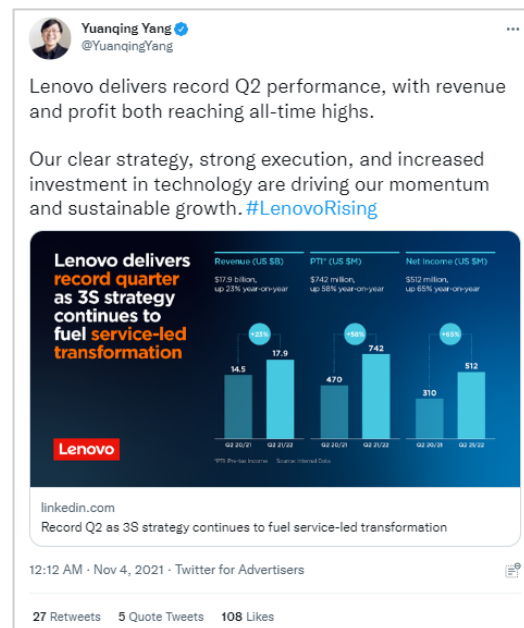 Yuanqing Yang
@YuanqingYang
Lenovo delivers record Q2 performance, with revenue
and profit both reaching all-time highs.
Our clear strategy, strong execution, and increased
investment in technology are driving our momentum
and sustainable growth. #LenovoRising
Lenovo delivers
record quarter
as 3S strategy
continues to
fuel service-led
transformation
Lenovo
Revenue (US $B)
$17.9 billion,
up 23% year-on-year
+23%
14.5
17.9
Q2 20/21
Q2 21/22
PTI* (US $M)
$742 million,
up 58% year-on-year
+58%
470
742
Q2 20/21
Q2 21/22
Net Income (US $M)
$512 million,
up 65% year-on-year
+65%
310
512
Q2 20/21
Q2 21/22
*PTI: Pre-tax Income Source: Internal Data
linkedin.com
Record Q2 as 3S strategy continues to fuel service-led transformation
12:12 AM · Nov 4, 2021 · Twitter for Advertisers
27 Retweets 5 Quote Tweets 108 Likes